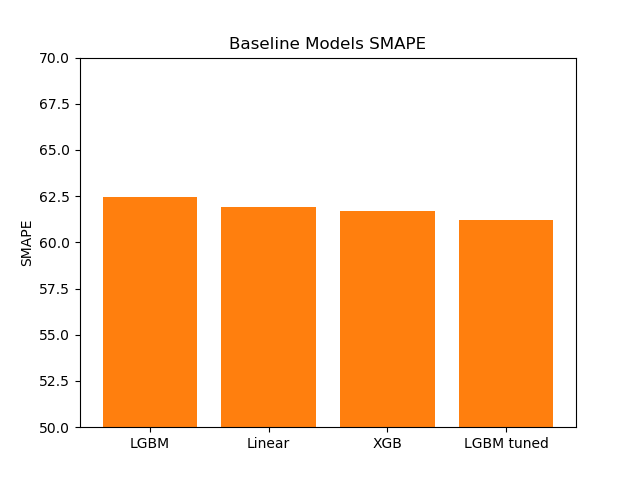 Baseline Models SMAPE
70.0
67.5
65.0
62.5
60.0
57.5
55.0
52.5
50.0
SMAPE
LGBM
Linear
XGB
LGBM tuned